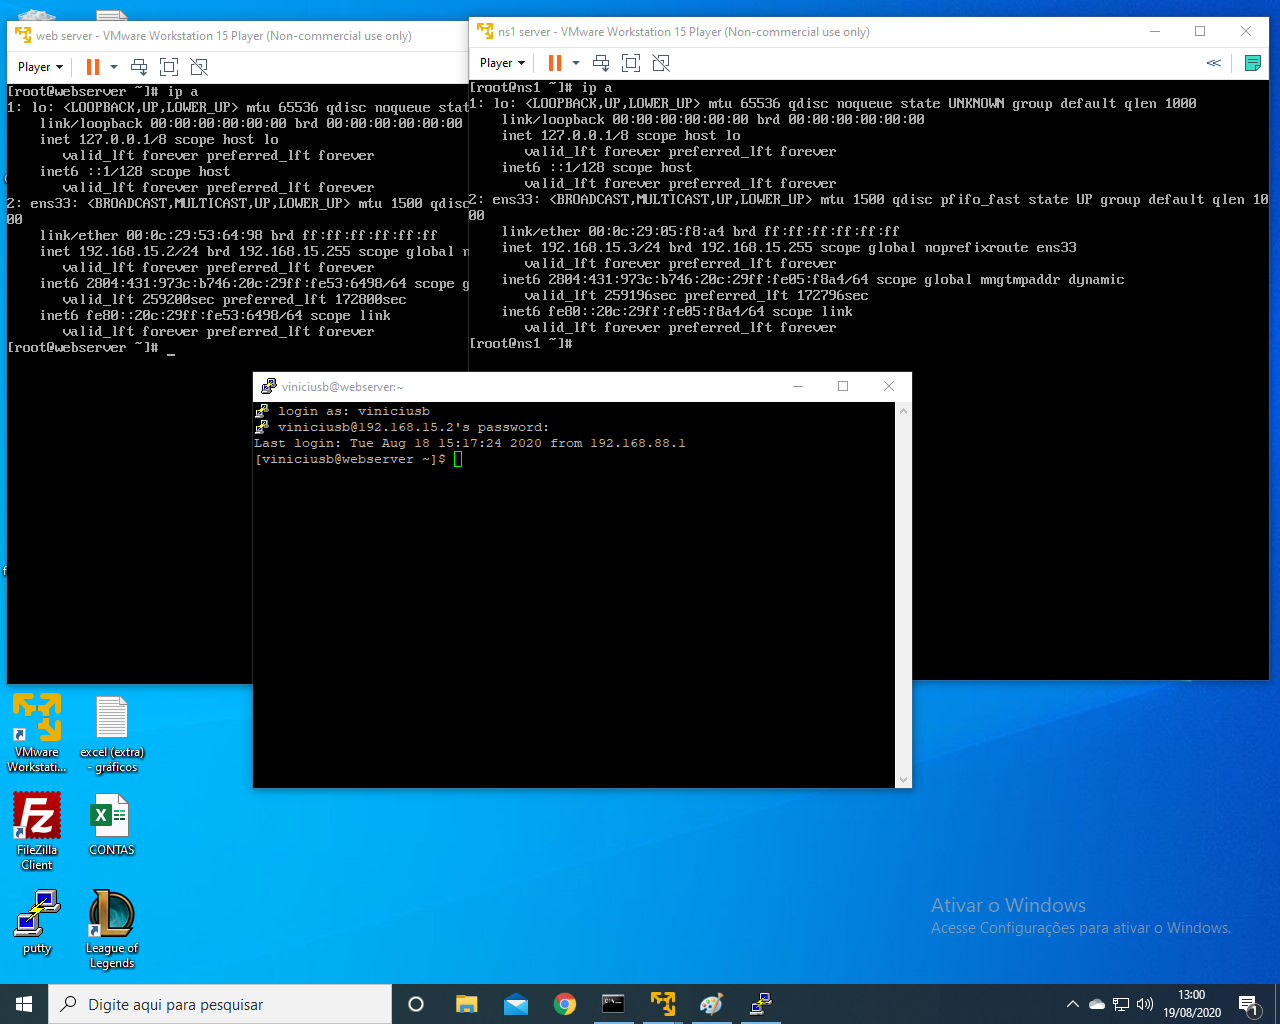 web server - VMware Workstation 15 Player (Non-commercial use only)
Player
[root@webserver ~]# ip a
1: lo: <LOOPBACK,UP,LOWER_UP> mtu 65536 qdisc noqueue stat
link/loopback 00:00:00:00:00:00 brd 00:00:00:00:00:00
inet 127.0.0.1/8 scope host lo
valid_lft forever preferred_lft forever
inet6 ::1/128 scope host
valid_lft forever preferred_lft forever
2: ens33: <BROADCAST,MULTICAST,UP,LOWER_UP> mtu 1500 qdisc
00
link/ether 00:0c:29:53:64:98 brd ff:ff:ff:ff:ff:ff
inet 192.168.15.2/24 brd 192.168.15.255 scope global n
valid_lft forever preferred_lft forever
inet6 2804:431:973c:b746:20c:29ff:fe53:6498/64 scope g
valid_lft 259200sec preferred_lft 172800sec
inet6 fe80::20c:29ff:fe53:6498/64 scope link
valid_lft forever preferred_lft forever
[root@webserver ~]# _
ns1 server - VMware Workstation 15 Player (Non-commercial use only)
Player
[root@ns1 ~]# ip a
1: lo: <LOOPBACK,UP,LOWER_UP> mtu 65536 qdisc noqueue state UNKNOWN group default qlen 1000
link/loopback 00:00:00:00:00:00 brd 00:00:00:00:00:00
inet 127.0.0.1/8 scope host lo
valid_lft forever preferred_lft forever
inet6 ::1/128 scope host
valid_lft forever preferred_lft forever
2: ens33: <BROADCAST,MULTICAST,UP,LOWER_UP> mtu 1500 qdisc pfifo_fast state UP group default qlen 10
00
link/ether 00:0c:29:05:f8:a4 brd ff:ff:ff:ff:ff:ff
inet 192.168.15.3/24 brd 192.168.15.255 scope global noprefixroute ens33
valid_lft forever preferred_lft forever
inet6 2804:431:973c:b746:20c:29ff:fe05:f8a4/64 scope global mngtmpaddr dynamic
valid_lft 259196sec preferred_lft 172796sec
inet6 fe80::20c:29ff:fe05:f8a4/64 scope link
valid_lft forever preferred_lft forever
[root@ns1 ~]#
viniciusb@webserver:~
login as: viniciusb
viniciusb@192.168.15.2's password:
Last login: Tue Aug 18 15:17:24 2020 from 192.168.88.1
[viniciusb@webserver ~]$
VMware
Workstati...
excel (extra)
- gráficos
FileZilla
Client
CONTAS
putty
League of
Legends
Ativar o Windows
Acesse Configurações para ativar o Windows.
Digite aqui para pesquisar
13:00
19/08/2020
1